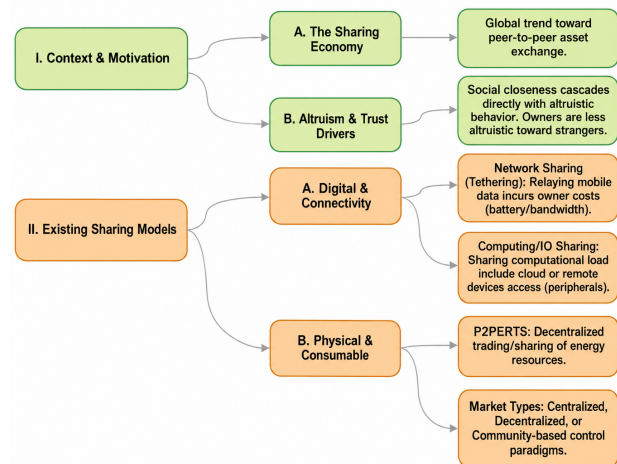 I. Context & Motivation
A. The Sharing
Economy
Global trend toward
peer-to-peer asset
exchange.
B. Altruism & Trust
Drivers
Social closeness cascades
directly with altruistic
behavior. Owners are less
altruistic toward strangers.
II. Existing Sharing Models
A. Digital &
Connectivity
Network Sharing
(Tethering): Relaying mobile
data incurs owner costs
(battery/bandwidth).
Computing/IO Sharing:
Sharing computational load
include cloud or remote
devices access (peripherals).
B. Physical &
Consumable
P2PERTS: Decentralized
trading/sharing of energy
resources.
Market Types: Centralized,
Decentralized, or
Community-based control
paradigms.